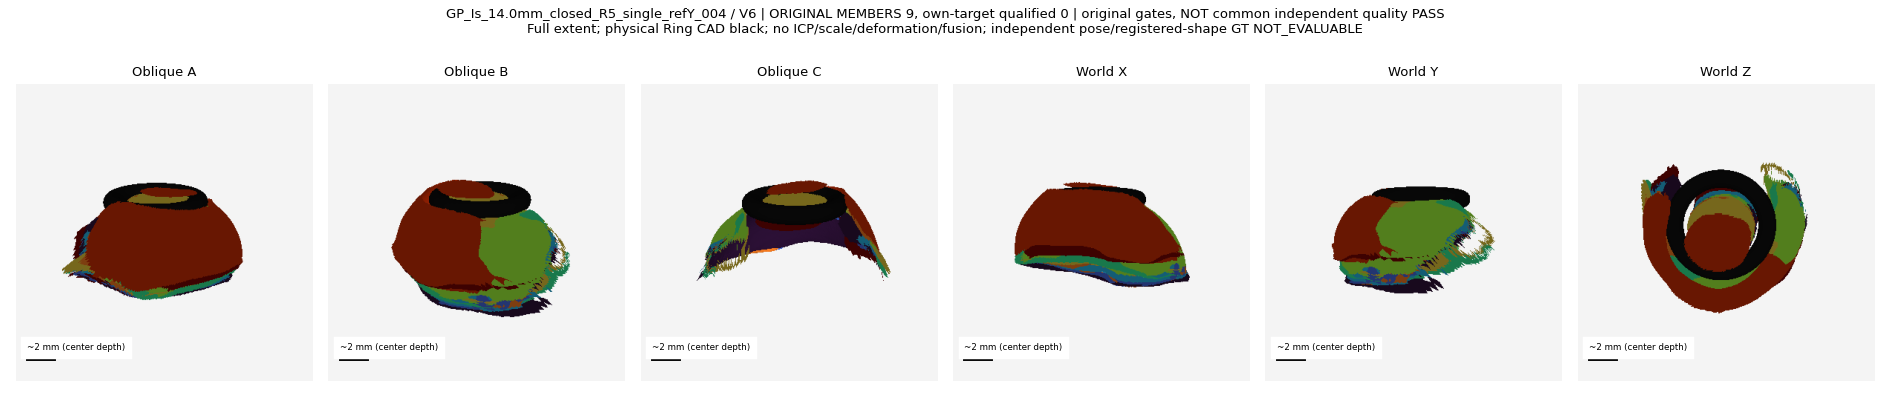 GP_Is_14.0mm_closed_R5_single_refY_004 / V6 | ORIGINAL MEMBERS 9, own-target qualified 0 | original gates, NOT common independent quality PASS
Full extent; physical Ring CAD black; no ICP/scale/deformation/fusion; independent pose/registered-shape GT NOT_EVALUABLE
Oblique A
Oblique B
Oblique C
World X
World Y
World Z
~2 mm (center depth)
~2 mm (center depth)
~2 mm (center depth)
~2 mm (center depth)
~2 mm (center depth)
~2 mm (center depth)